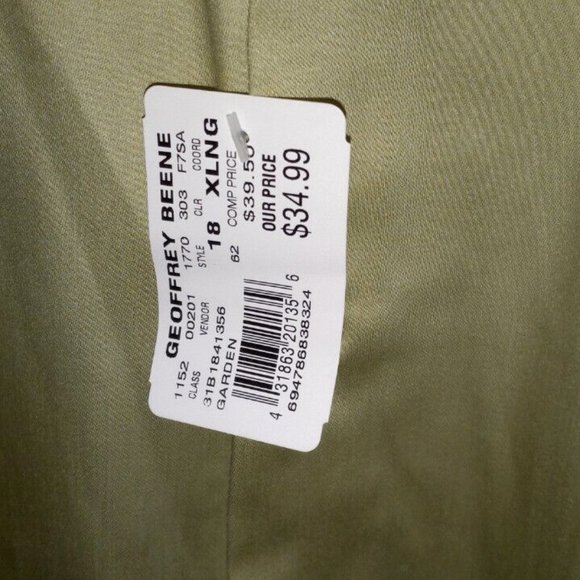 GEOFFREY BEENE
1152 00201 1770 303 F7SA
CLASS VENDOR STYLE CLR COORD
31B1841356 18 XLNG
GARDEN 62 COMP PRICE
$39.50
OUR PRICE
$34.99
4 31863 20135 6
694786838324